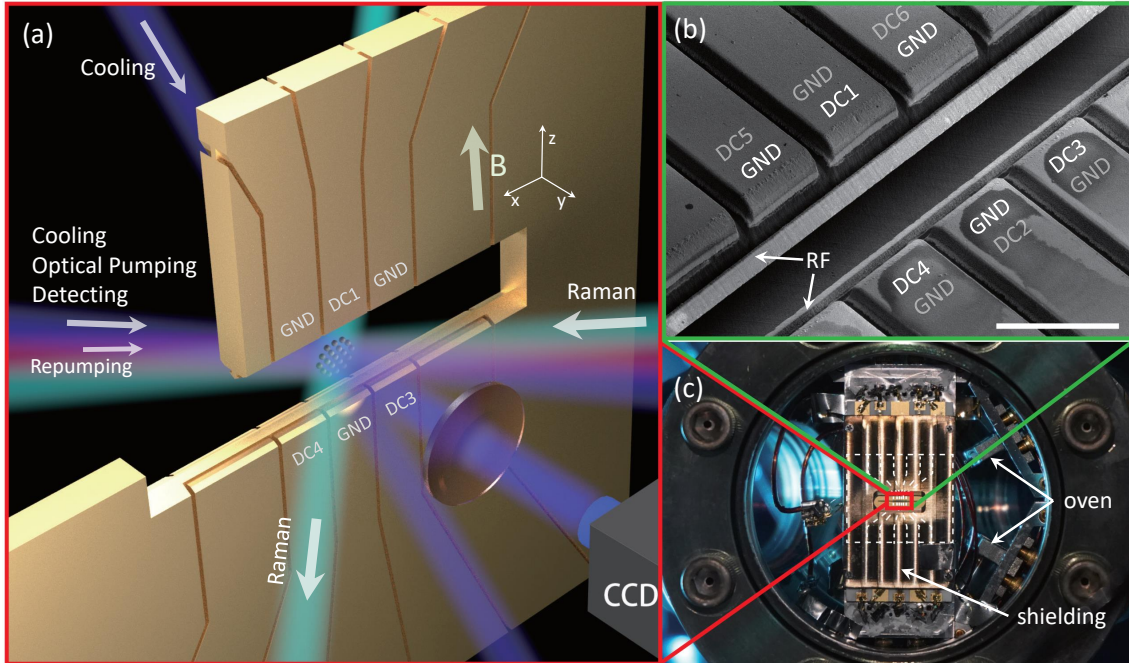 (a)
Cooling
B
z
x
y
Cooling
Optical Pumping
Detecting
Repumping
Raman
GND
DC1
GND
DC3
GND
DC4
Raman
CCD
(b)
DC6
GND
GND
DC1
DC5
GND
DC3
GND
GND
DC2
RF
DC4
GND
(c)
oven
shielding